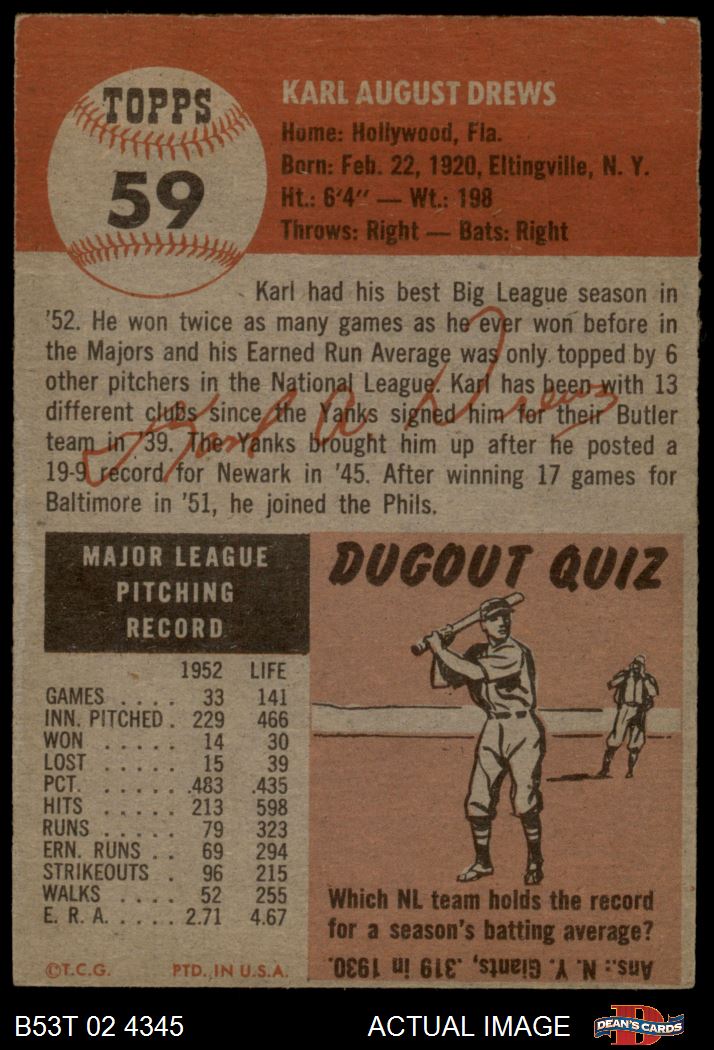 TOPPS
59
KARL AUGUST DREWS
Home: Hollywood, Fla.
Born: Feb. 22, 1920, Eltingville, N. Y.
Ht.: 6'4" — Wt.: 198
Throws: Right — Bats: Right
Karl had his best Big League season in
'52. He won twice as many games as he ever won before in
the Majors and his Earned Run Average was only topped by 6
other pitchers in the National League. Karl has been with 13
different clubs since the Yanks signed him for their Butler
team in '39. The Yanks brought him up after he posted a
19-9 record for Newark in '45. After winning 17 games for
Baltimore in '51, he joined the Phils.
Karl A. Drews
MAJOR LEAGUE
PITCHING
RECORD
1952 LIFE
GAMES .... 33 141
INN. PITCHED . 229 466
WON ..... 14 30
LOST ..... 15 39
PCT. ..... .483 .435
HITS ..... 213 598
RUNS ..... 79 323
ERN. RUNS .. 69 294
STRIKEOUTS . 96 215
WALKS .... 52 255
E. R. A. .... 2.71 4.67
©T.C.G. PTD. IN U.S.A.
DUGOUT QUIZ
Which NL team holds the record
for a season's batting average?
Ans.: N. Y. Giants, .319 in 1930.
B53T 02 4345
ACTUAL IMAGE
D
DEAN'S CARDS